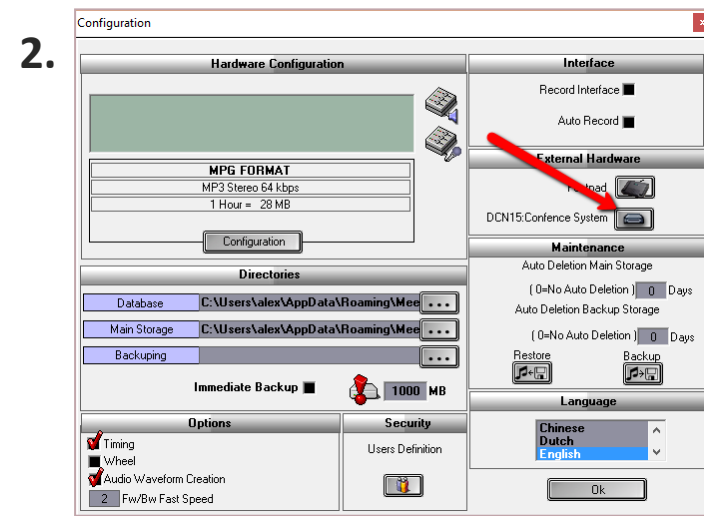 2.
Configuration
Hardware Configuration
MPG FORMAT
MP3 Stereo 64 kbps
1 Hour = 28 MB
Configuration
Directories
Database C:\Users\alex\AppData\Roaming\Mee ...
Main Storage C:\Users\alex\AppData\Roaming\Mee ...
Backuping ...
Immediate Backup 1000 MB
Options
Timing
Wheel
Audio Waveform Creation
2 Fw/Bw Fast Speed
Security
Users Definition
Interface
Record Interface
Auto Record
External Hardware
DCN15:Confence System
Maintenance
Auto Deletion Main Storage
( 0=No Auto Deletion ) 0 Days
Auto Deletion Backup Storage
( 0=No Auto Deletion ) 0 Days
Restore Backup
Language
Chinese
Dutch
English
Ok